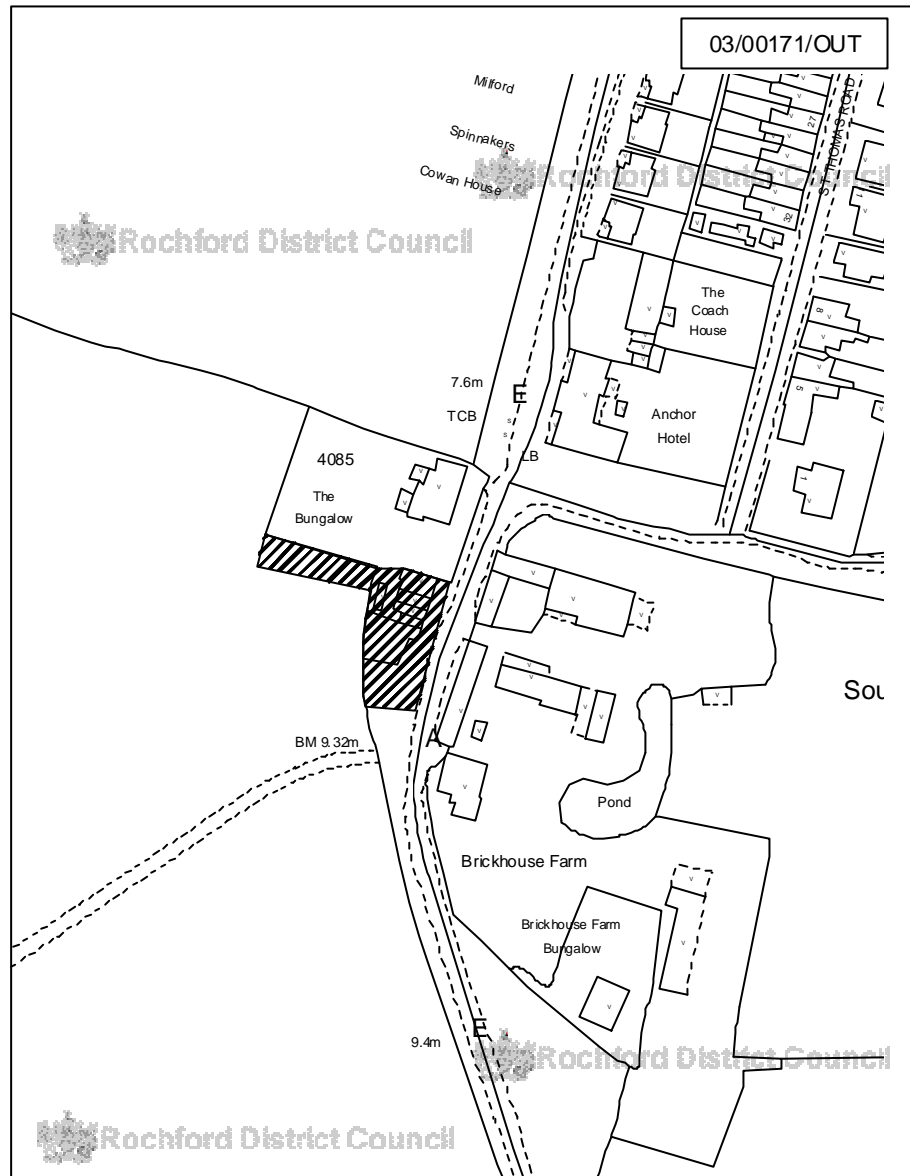 03/00171/OUT
Milford
Spinnakers
Cowan House
Rochford District Council
Rochford District Council
ST THOMAS ROAD
27
32
1
The
Coach
House
8
5
7.6m
TCB
E
LB
Anchor
Hotel
1
4085
The
Bungalow
Sou
BM 9.32m
Pond
Brickhouse Farm
Brickhouse Farm
Bungalow
E
9.4m
Rochford District Council
Rochford District Council